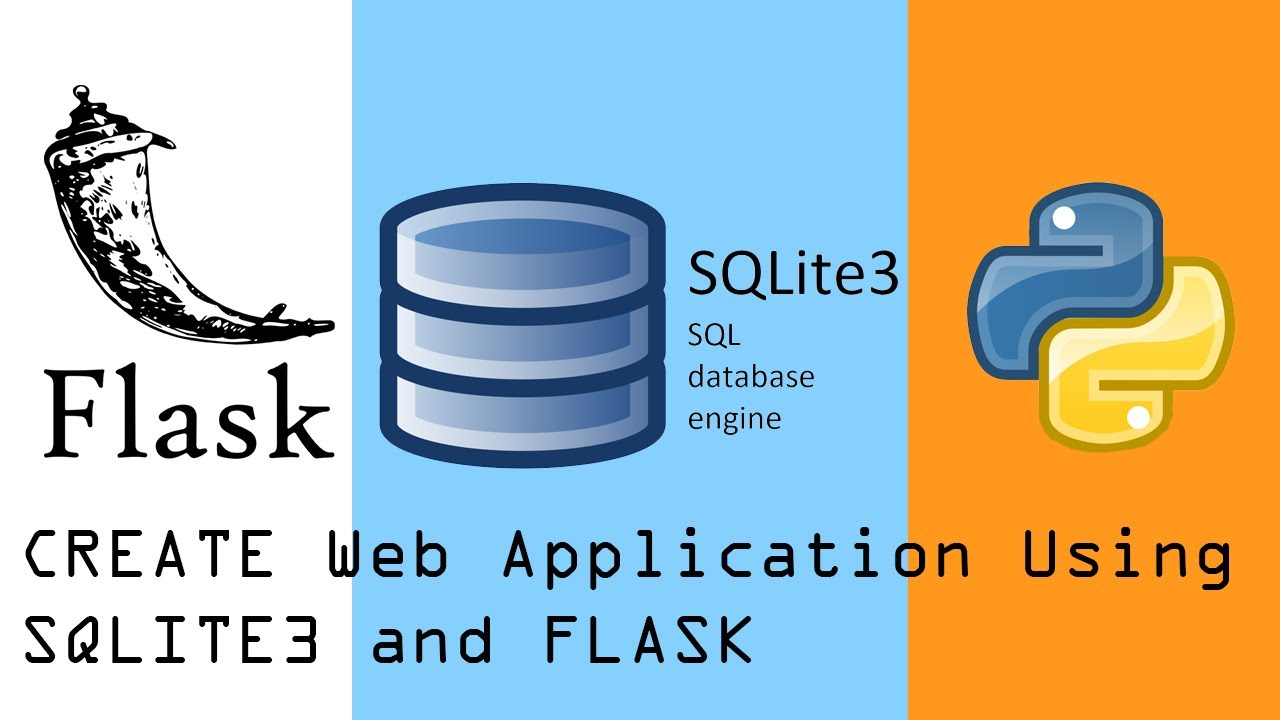 Flask
SQLite3
SQL
database
engine
CREATE Web Application Using
SQLITE3 and FLASK